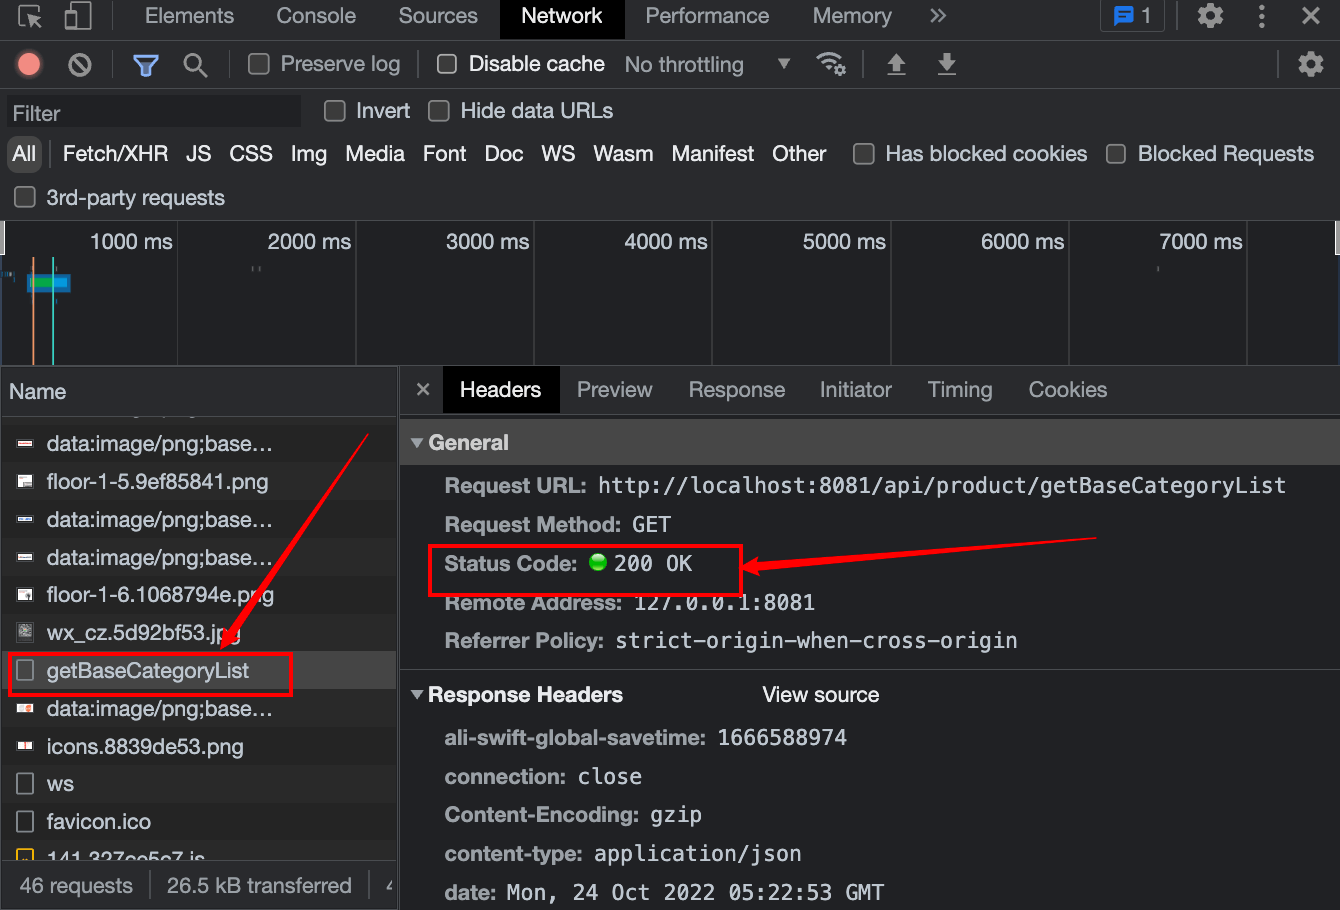 Elements Console Sources Network Performance Memory 1
Preserve log Disable cache No throttling
Filter Invert Hide data URLs
All Fetch/XHR JS CSS Img Media Font Doc WS Wasm Manifest Other Has blocked cookies Blocked Requests
3rd-party requests
1000 ms 2000 ms 3000 ms 4000 ms 5000 ms 6000 ms 7000 ms
Name
data:image/png;base…
floor-1-5.9ef85841.png
data:image/png;base…
data:image/png;base…
floor-1-6.1068794e.png
wx_cz.5d92bf53.jpg
getBaseCategoryList
data:image/png;base…
icons.8839de53.png
ws
favicon.ico
46 requests 26.5 kB transferred
Headers Preview Response Initiator Timing Cookies
General
Request URL: http://localhost:8081/api/product/getBaseCategoryList
Request Method: GET
Status Code: 200 OK
Remote Address: 127.0.0.1:8081
Referrer Policy: strict-origin-when-cross-origin
Response Headers View source
ali-swift-global-savetime: 1666588974
connection: close
Content-Encoding: gzip
content-type: application/json
date: Mon, 24 Oct 2022 05:22:53 GMT